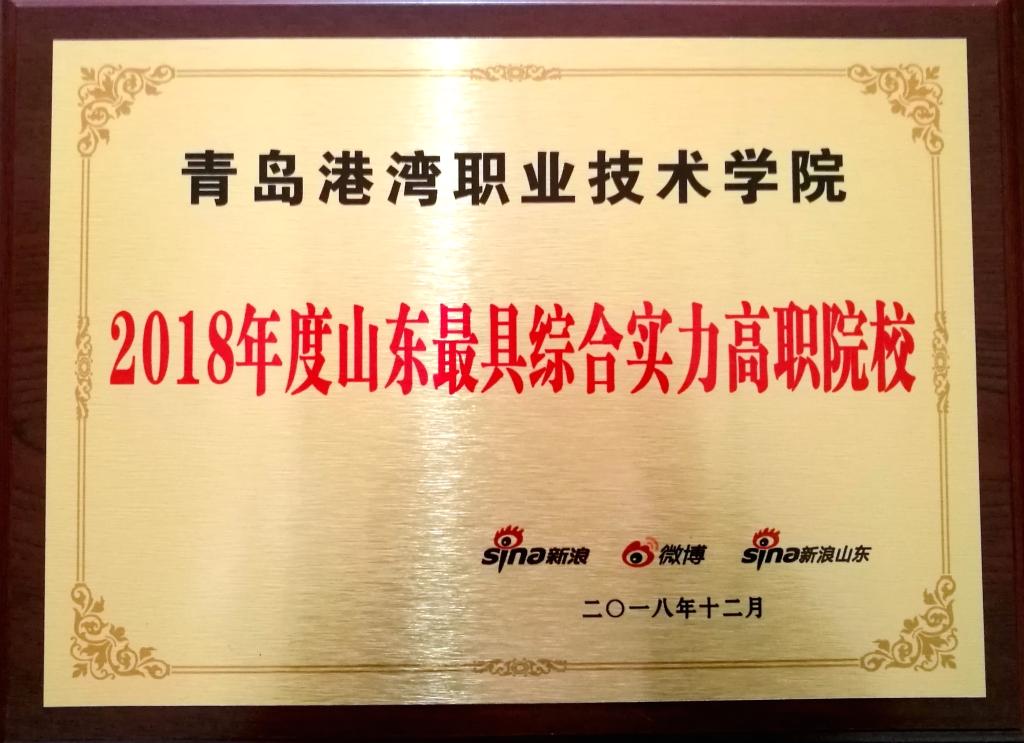 青岛港湾职业技术学院
2018年度山东最具综合实力高职院校
sina新浪 微博 sina新浪山东
二〇一八年十二月